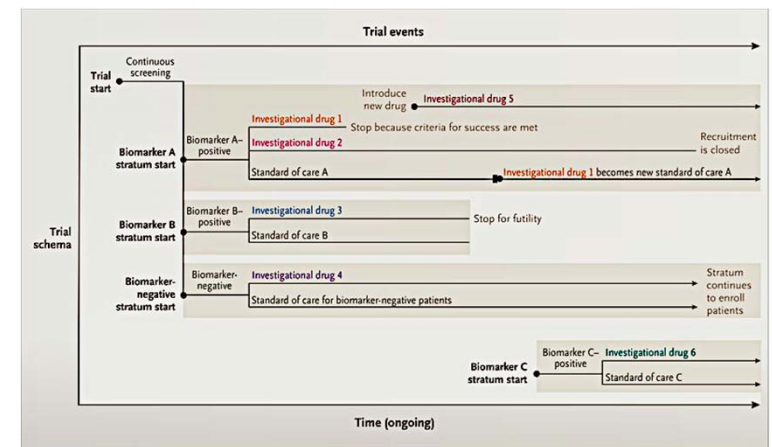 Trial events
Continuous
screening
Trial
start
Introduce
new drug
Investigational drug 5
Investigational drug 1
Stop because criteria for success are met
Biomarker A–
positive
Investigational drug 2
Recruitment
is closed
Biomarker A
stratum start
Standard of care A
Investigational drug 1 becomes new standard of care A
Biomarker B–
positive
Investigational drug 3
Stop for futility
Biomarker B
stratum start
Standard of care B
Trial
schema
Biomarker-
negative
stratum start
Biomarker-
negative
Investigational drug 4
Standard of care for biomarker-negative patients
Stratum
continues
to enroll
patients
Biomarker C
stratum start
Biomarker C–
positive
Investigational drug 6
Standard of care C
Time (ongoing)